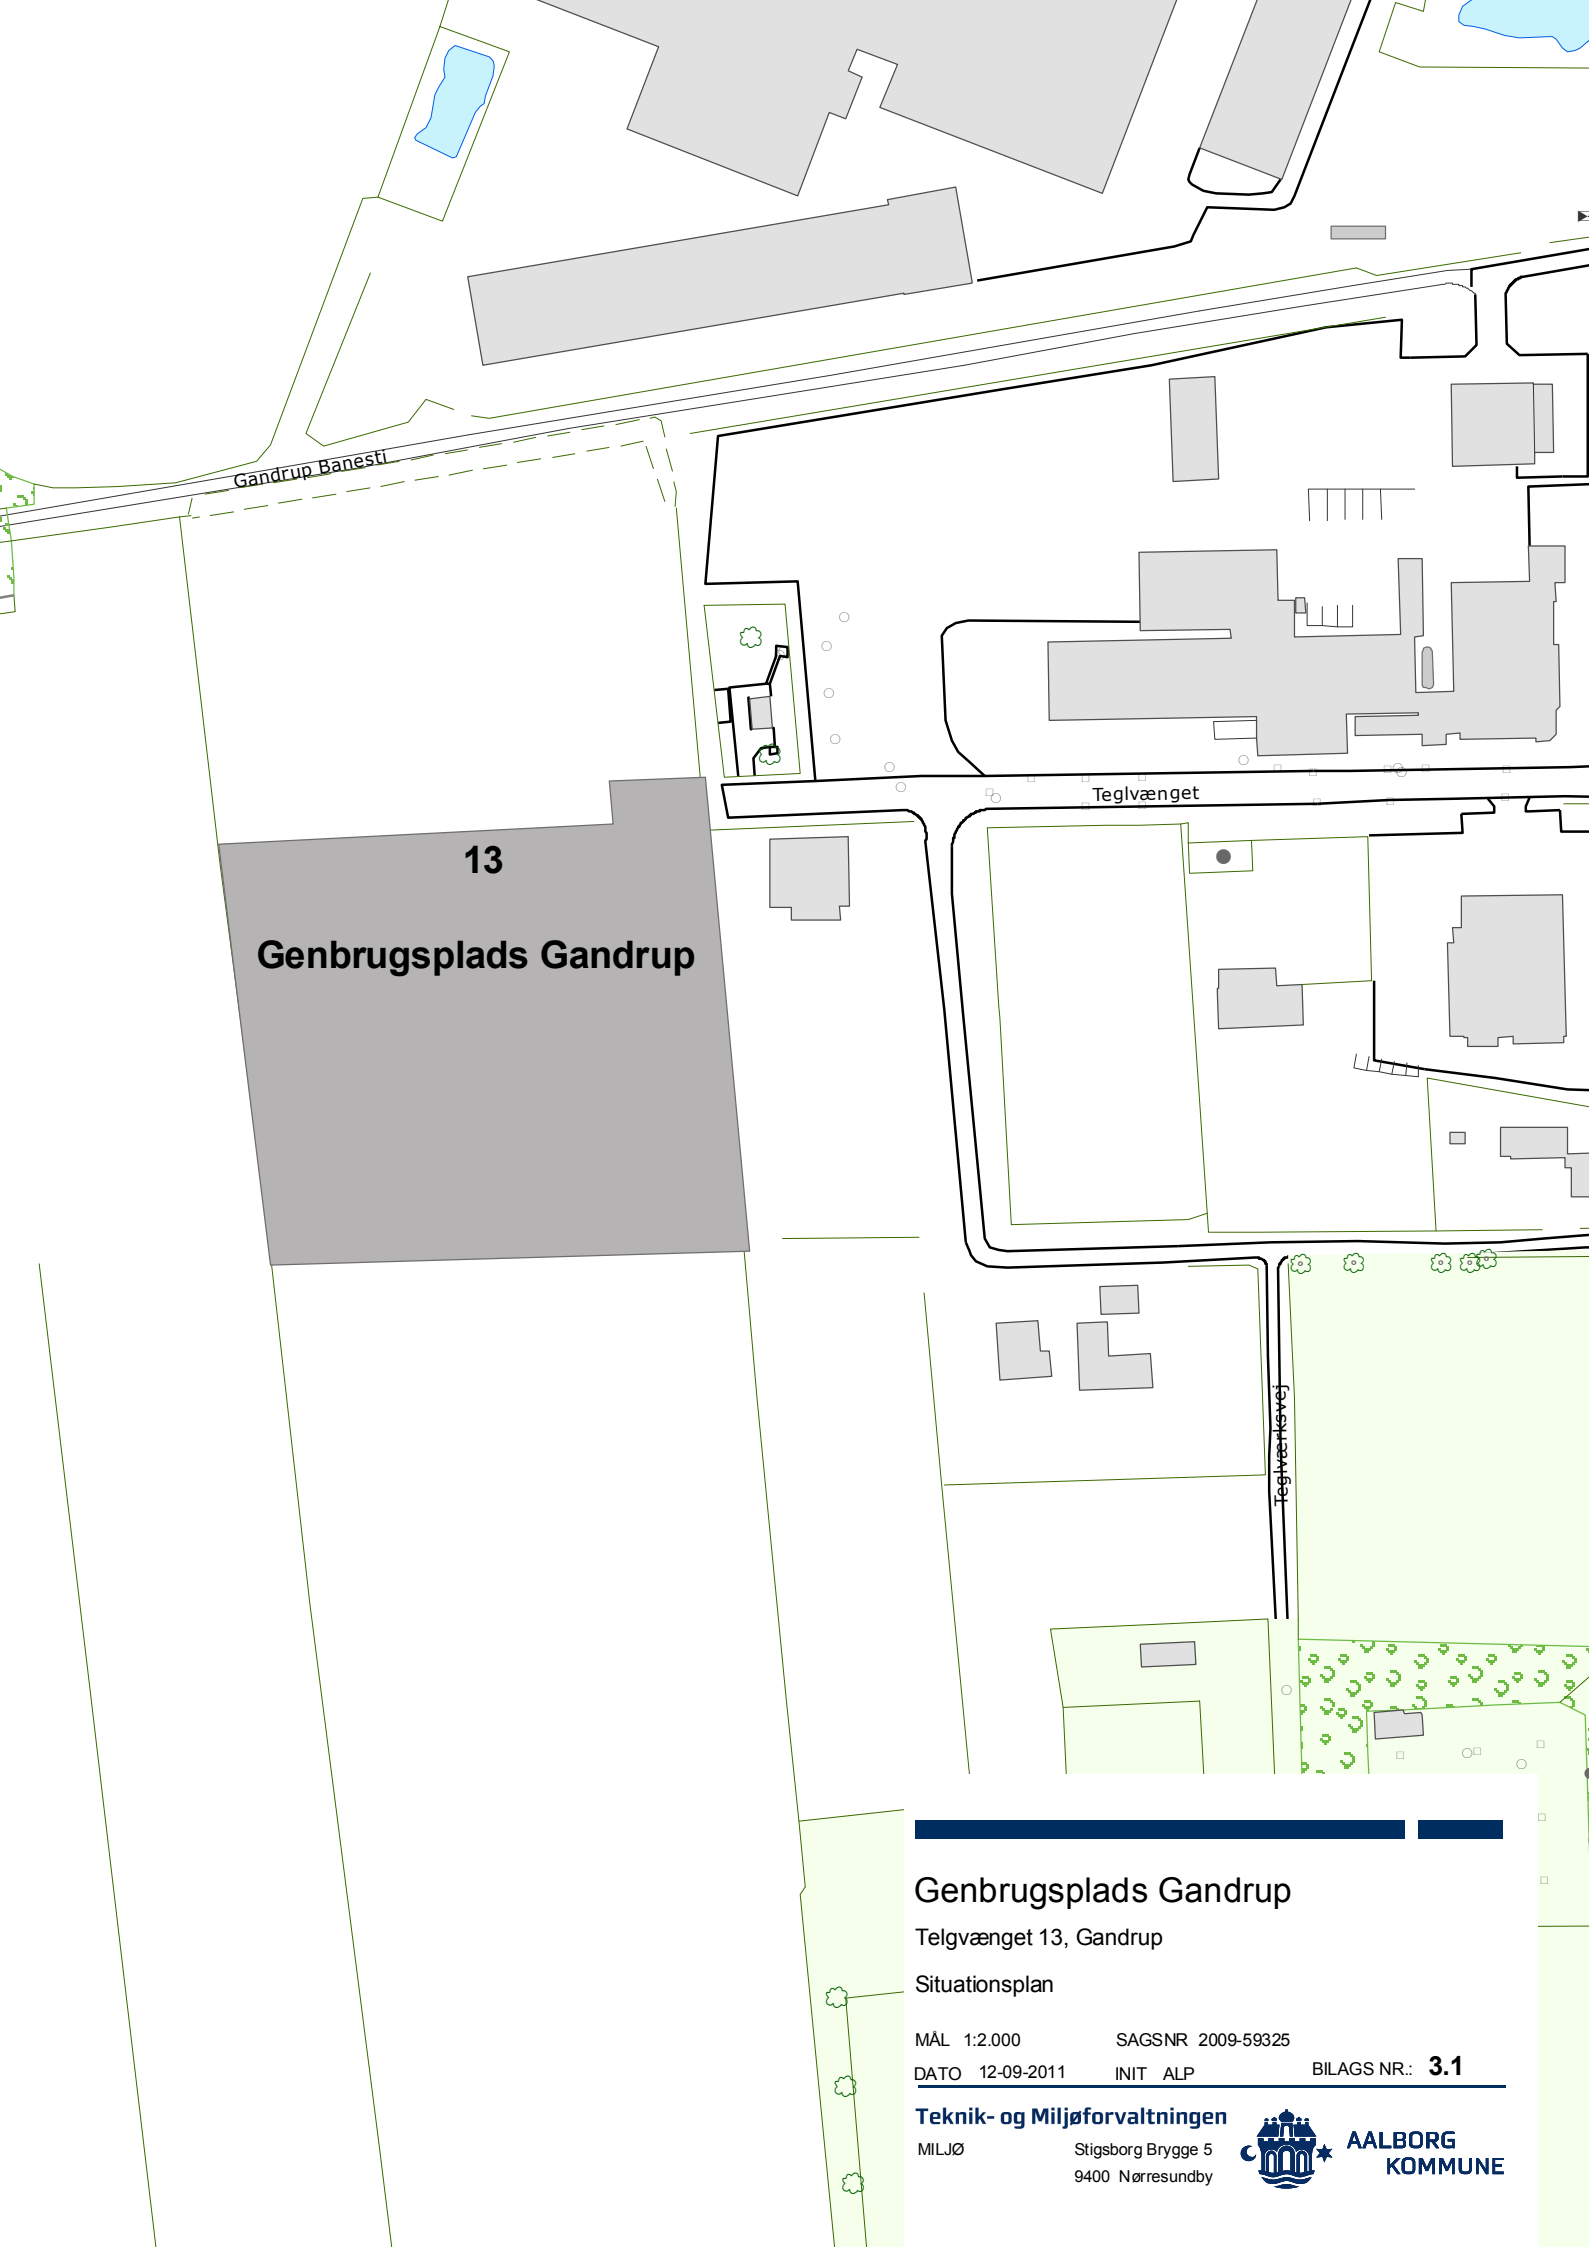 Gandrup Banesti
Teglvænget
13
Genbrugsplads Gandrup
Teglværksvej
Genbrugsplads Gandrup
Telgvænget 13, Gandrup
Situationsplan
MÅL 1:2.000 SAGSNR 2009-59325
DATO 12-09-2011 INIT ALP BILAGS NR.: 3.1
Teknik- og Miljøforvaltningen
MILJØ Stigsborg Brygge 5
9400 Nørresundby
AALBORG
KOMMUNE